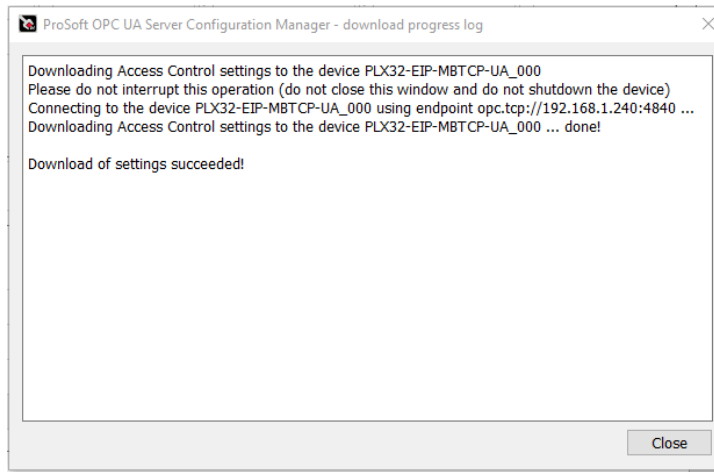 ProSoft OPC UA Server Configuration Manager - download progress log
Downloading Access Control settings to the device PLX32-EIP-MBTCP-UA_000
Please do not interrupt this operation (do not close this window and do not shutdown the device)
Connecting to the device PLX32-EIP-MBTCP-UA_000 using endpoint opc.tcp://192.168.1.240:4840 ...
Downloading Access Control settings to the device PLX32-EIP-MBTCP-UA_000 ... done!
Download of settings succeeded!
Close